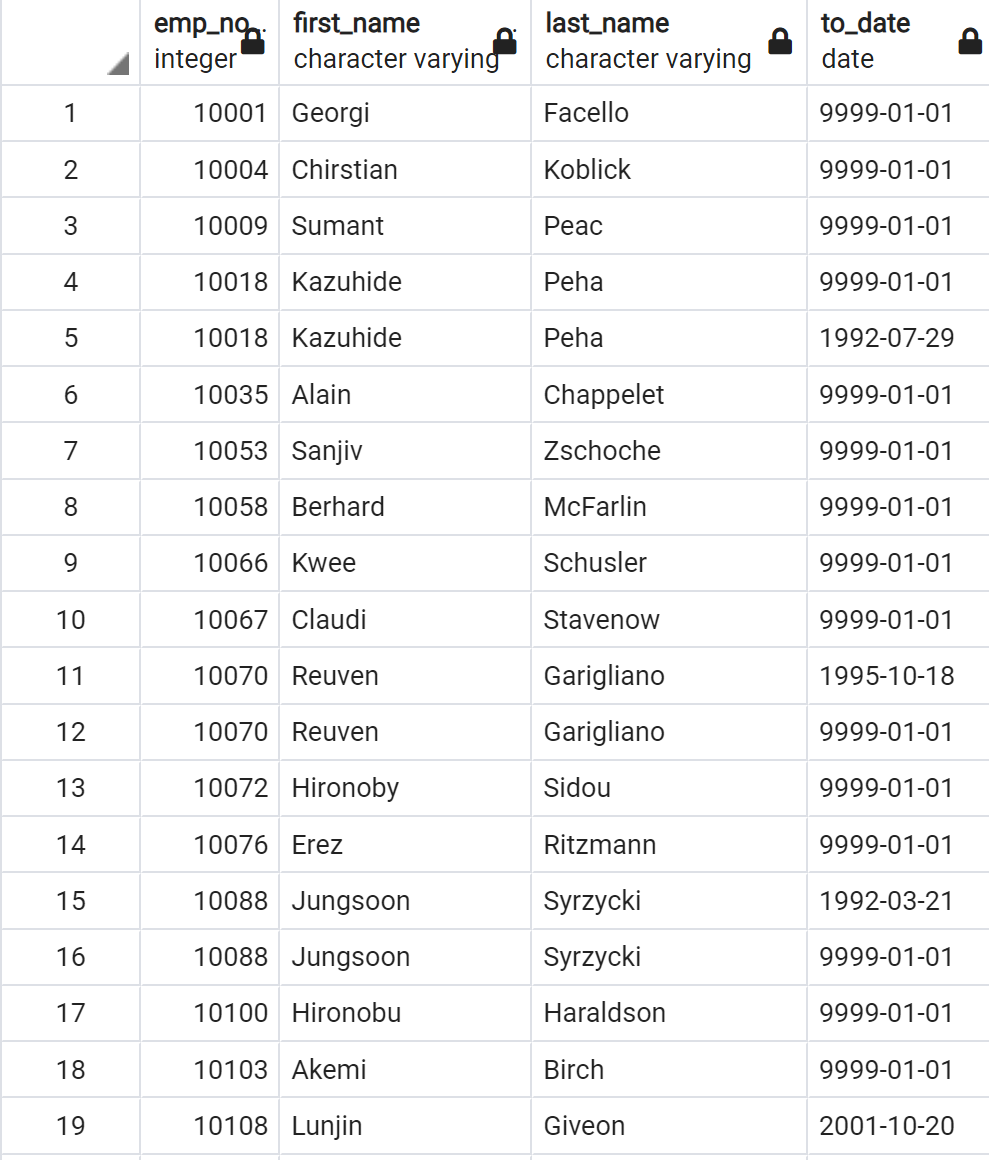 emp_no first_name last_name to_date
integer character varying character varying date
1 10001 Georgi Facello 9999-01-01
2 10004 Chirstian Koblick 9999-01-01
3 10009 Sumant Peac 9999-01-01
4 10018 Kazuhide Peha 9999-01-01
5 10018 Kazuhide Peha 1992-07-29
6 10035 Alain Chappelet 9999-01-01
7 10053 Sanjiv Zschoche 9999-01-01
8 10058 Berhard McFarlin 9999-01-01
9 10066 Kwee Schusler 9999-01-01
10 10067 Claudi Stavenow 9999-01-01
11 10070 Reuven Garigliano 1995-10-18
12 10070 Reuven Garigliano 9999-01-01
13 10072 Hironoby Sidou 9999-01-01
14 10076 Erez Ritzmann 9999-01-01
15 10088 Jungsoon Syrzycki 1992-03-21
16 10088 Jungsoon Syrzycki 9999-01-01
17 10100 Hironobu Haraldson 9999-01-01
18 10103 Akemi Birch 9999-01-01
19 10108 Lunjin Giveon 2001-10-20